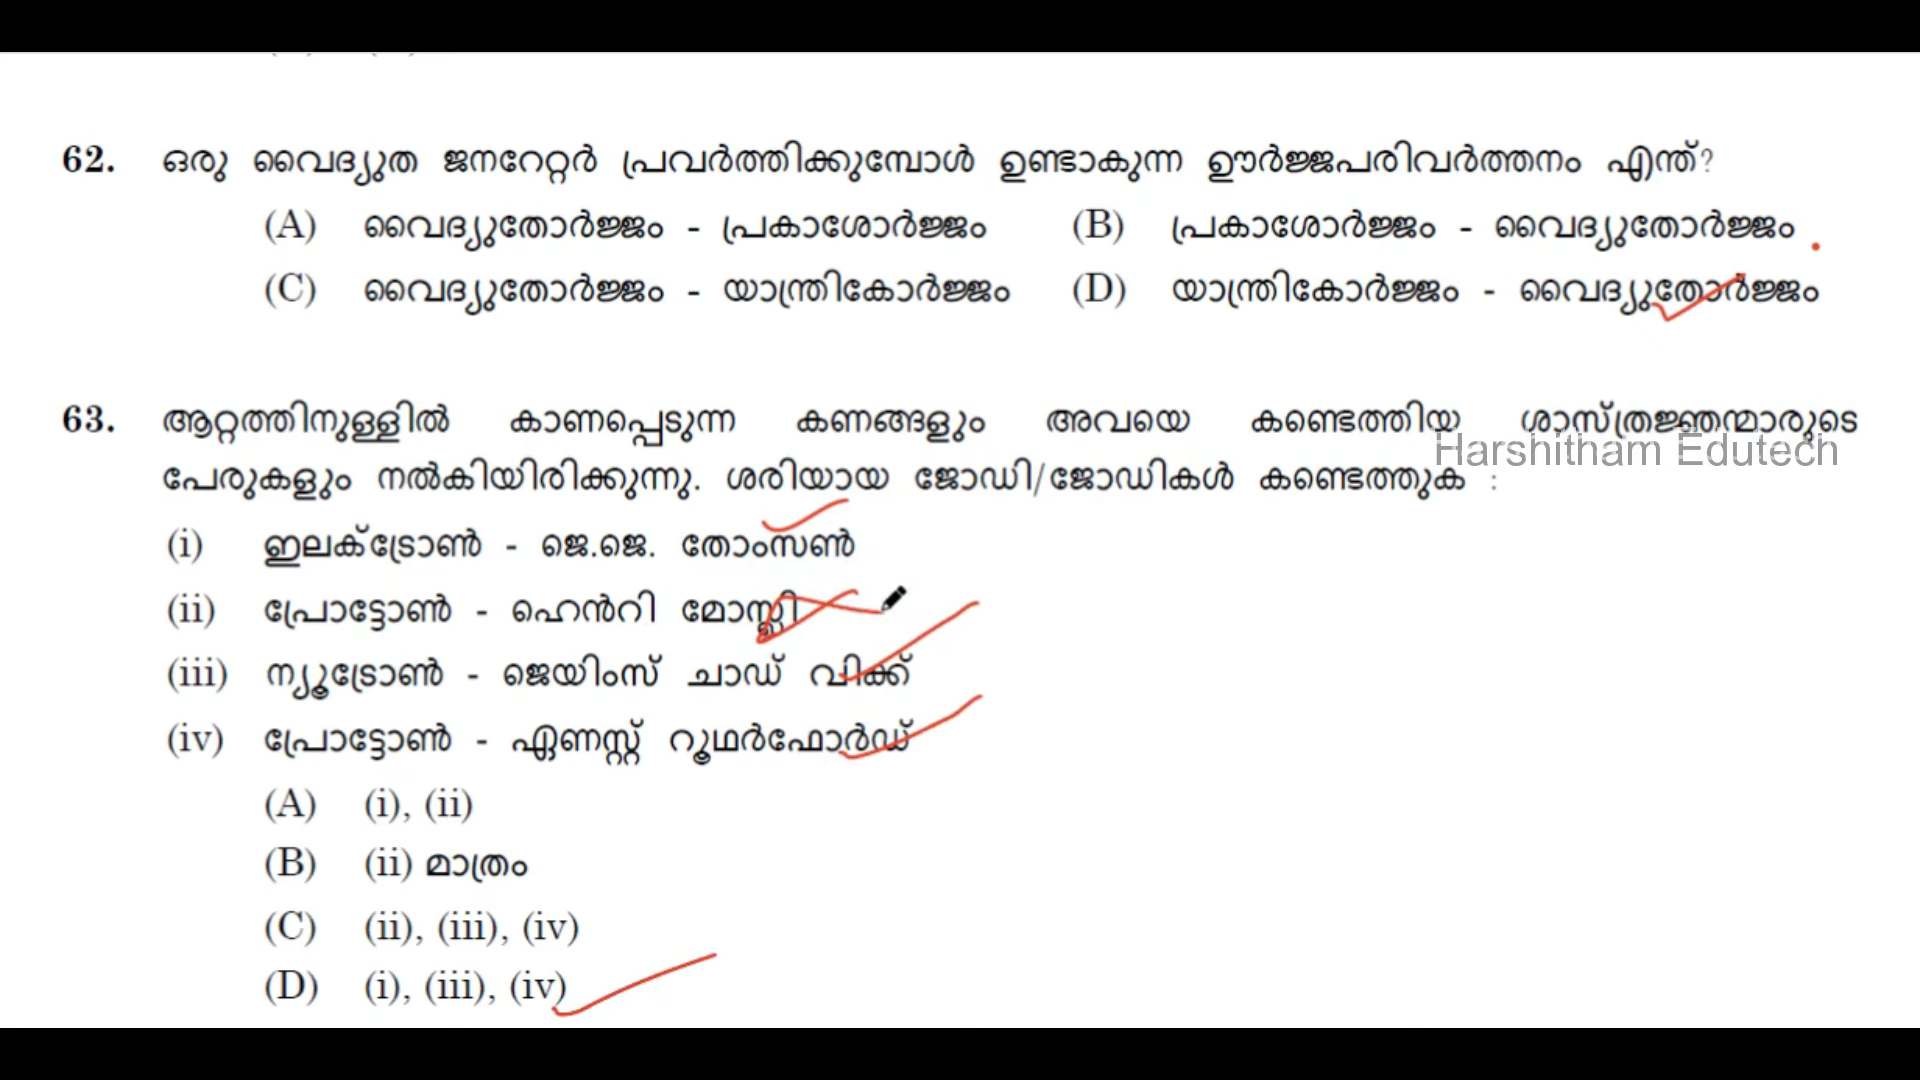 62. ഒരു വൈദ്യുത ജനറേറ്റർ പ്രവർത്തിക്കുമ്പോൾ ഉണ്ടാകുന്ന ഊർജ്ജപരിവർത്തനം എന്ത്?
(A) വൈദ്യുതോർജ്ജം - പ്രകാശോർജ്ജം (B) പ്രകാശോർജ്ജം - വൈദ്യുതോർജ്ജം
(C) വൈദ്യുതോർജ്ജം - യാന്ത്രികോർജ്ജം (D) യാന്ത്രികോർജ്ജം - വൈദ്യുതോർജ്ജം
63. ആറ്റത്തിനുള്ളിൽ കാണപ്പെടുന്ന കണങ്ങളും അവയെ കണ്ടെത്തിയ ശാസ്ത്രജ്ഞന്മാരുടെ
Harshitham Edutech
പേരുകളും നൽകിയിരിക്കുന്നു. ശരിയായ ജോഡി/ജോഡികൾ കണ്ടെത്തുക :
(i) ഇലക്ട്രോൺ - ജെ.ജെ. തോംസൺ
(ii) പ്രോട്ടോൺ - ഹെൻറി മോസ്ലി
(iii) ന്യൂട്രോൺ - ജെയിംസ് ചാഡ് വിക്ക്
(iv) പ്രോട്ടോൺ - ഏണസ്റ്റ് റൂഥർഫോർഡ്
(A) (i), (ii)
(B) (ii) മാത്രം
(C) (ii), (iii), (iv)
(D) (i), (iii), (iv)